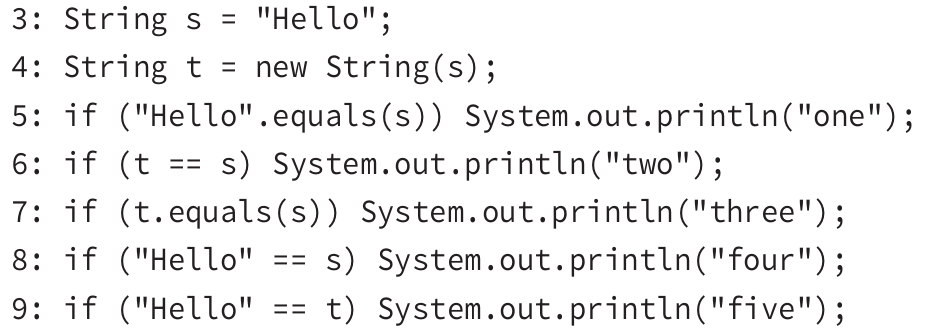 3: String s = "Hello";
4: String t = new String(s);
5: if ("Hello".equals(s)) System.out.println("one");
6: if (t == s) System.out.println("two");
7: if (t.equals(s)) System.out.println("three");
8: if ("Hello" == s) System.out.println("four");
9: if ("Hello" == t) System.out.println("five");